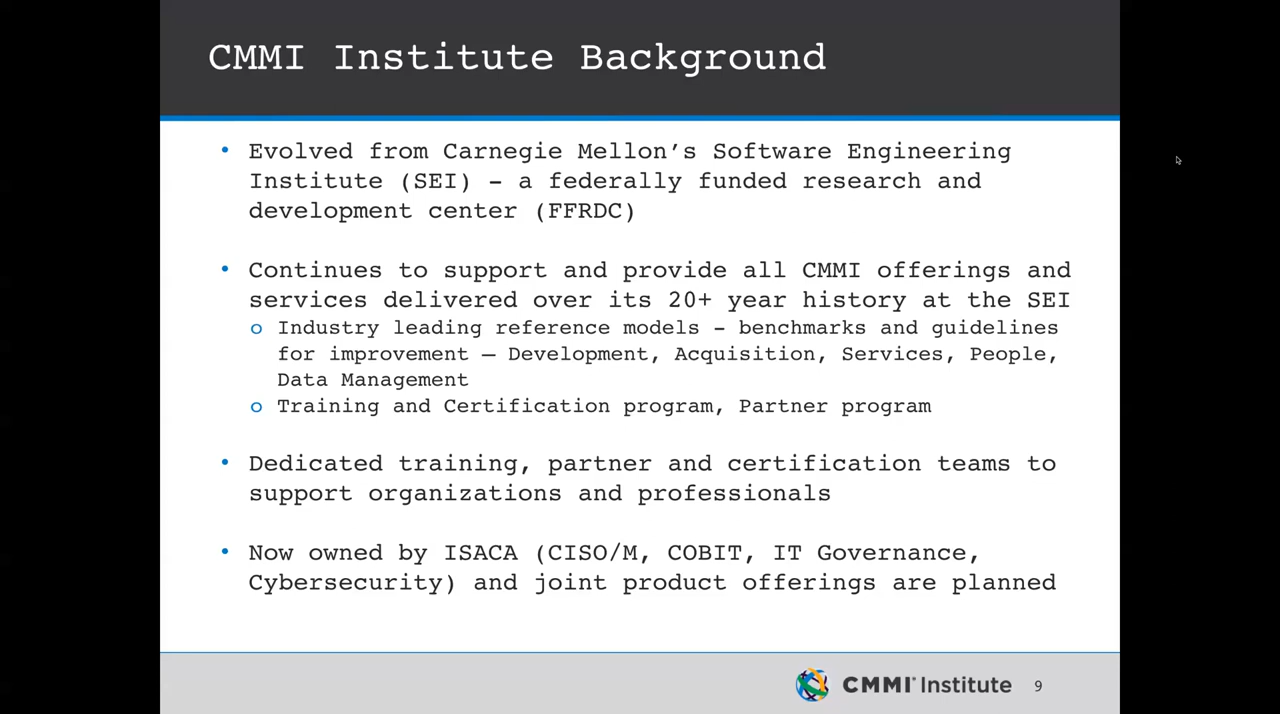 CMMI Institute Background
• Evolved from Carnegie Mellon’s Software Engineering
Institute (SEI) – a federally funded research and
development center (FFRDC)
• Continues to support and provide all CMMI offerings and
services delivered over its 20+ year history at the SEI
o Industry leading reference models – benchmarks and guidelines
for improvement — Development, Acquisition, Services, People,
Data Management
o Training and Certification program, Partner program
• Dedicated training, partner and certification teams to
support organizations and professionals
• Now owned by ISACA (CISO/M, COBIT, IT Governance,
Cybersecurity) and joint product offerings are planned
CMMI® Institute 9